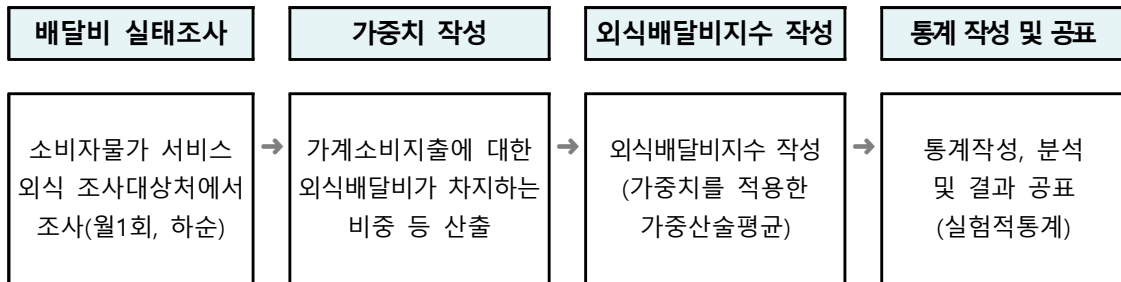 배달비 실태조사
가중치 작성
외식배달비지수 작성
통계 작성 및 공표
소비자물가 서비스
외식 조사대상처에서
조사(월1회, 하순)
➜
가계소비지출에 대한
외식배달비가 차지하는
비중 등 산출
➜
외식배달비지수 작성
(가중치를 적용한
가중산술평균)
➜
통계작성, 분석
및 결과 공표
(실험적통계)